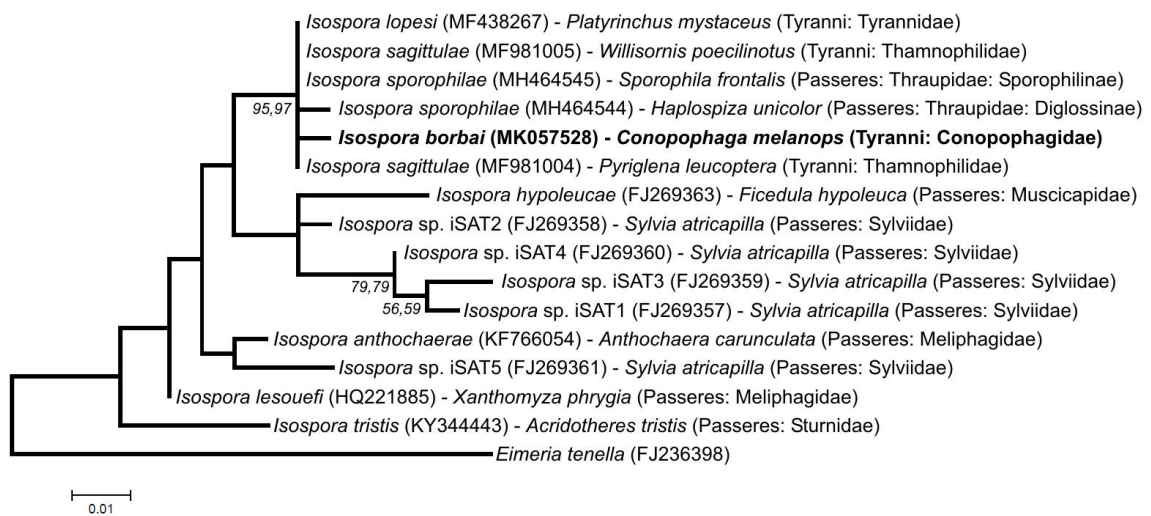 Isospora lopesi (MF438267) - Platyrinchus mystaceus (Tyranni: Tyrannidae)
Isospora sagittulae (MF981005) - Willisornis poecilinotus (Tyranni: Thamnophilidae)
Isospora sporophilae (MH464545) - Sporophila frontalis (Passeres: Thraupidae: Sporophilinae)
95,97
Isospora sporophilae (MH464544) - Haplospiza unicolor (Passeres: Thraupidae: Diglossinae)
Isospora borbai (MK057528) - Conopophaga melanops (Tyranni: Conopophagidae)
Isospora sagittulae (MF981004) - Pyriglena leucoptera (Tyranni: Thamnophilidae)
Isospora hypoleucae (FJ269363) - Ficedula hypoleuca (Passeres: Muscicapidae)
Isospora sp. iSAT2 (FJ269358) - Sylvia atricapilla (Passeres: Sylviidae)
Isospora sp. iSAT4 (FJ269360) - Sylvia atricapilla (Passeres: Sylviidae)
79,79
Isospora sp. iSAT3 (FJ269359) - Sylvia atricapilla (Passeres: Sylviidae)
56,59
Isospora sp. iSAT1 (FJ269357) - Sylvia atricapilla (Passeres: Sylviidae)
Isospora anthochaerae (KF766054) - Anthochaera carunculata (Passeres: Meliphagidae)
Isospora sp. iSAT5 (FJ269361) - Sylvia atricapilla (Passeres: Sylviidae)
Isospora lesouefi (HQ221885) - Xanthomyza phrygia (Passeres: Meliphagidae)
Isospora tristis (KY344443) - Acridotheres tristis (Passeres: Sturnidae)
Eimeria tenella (FJ236398)
0.01